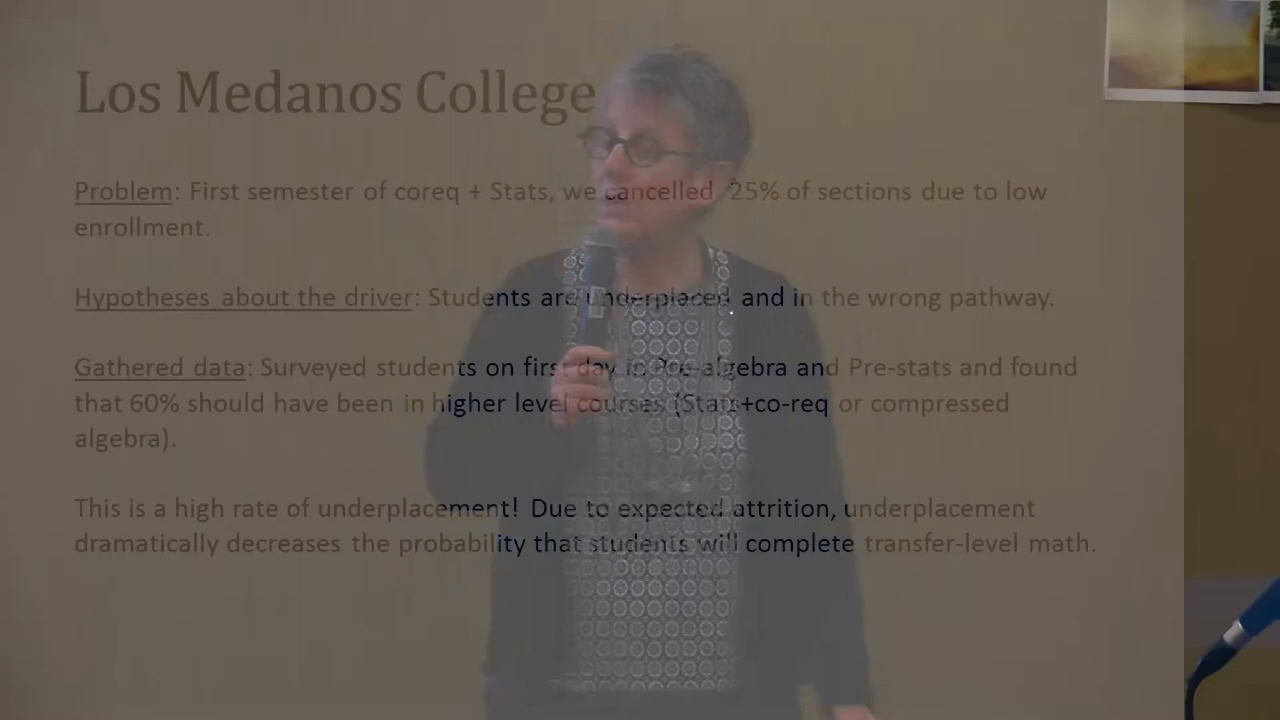 Los Medanos College
Problem: First semester of coreq + Stats, we cancelled 25% of sections due to low
enrollment.
Hypotheses about the driver: Students are underplaced and in the wrong pathway.
Gathered data: Surveyed students on first day in Pre-algebra and Pre-stats and found
that 60% should have been in higher level courses (Stats+co-req or compressed
algebra).
This is a high rate of underplacement! Due to expected attrition, underplacement
dramatically decreases the probability that students will complete transfer-level math.